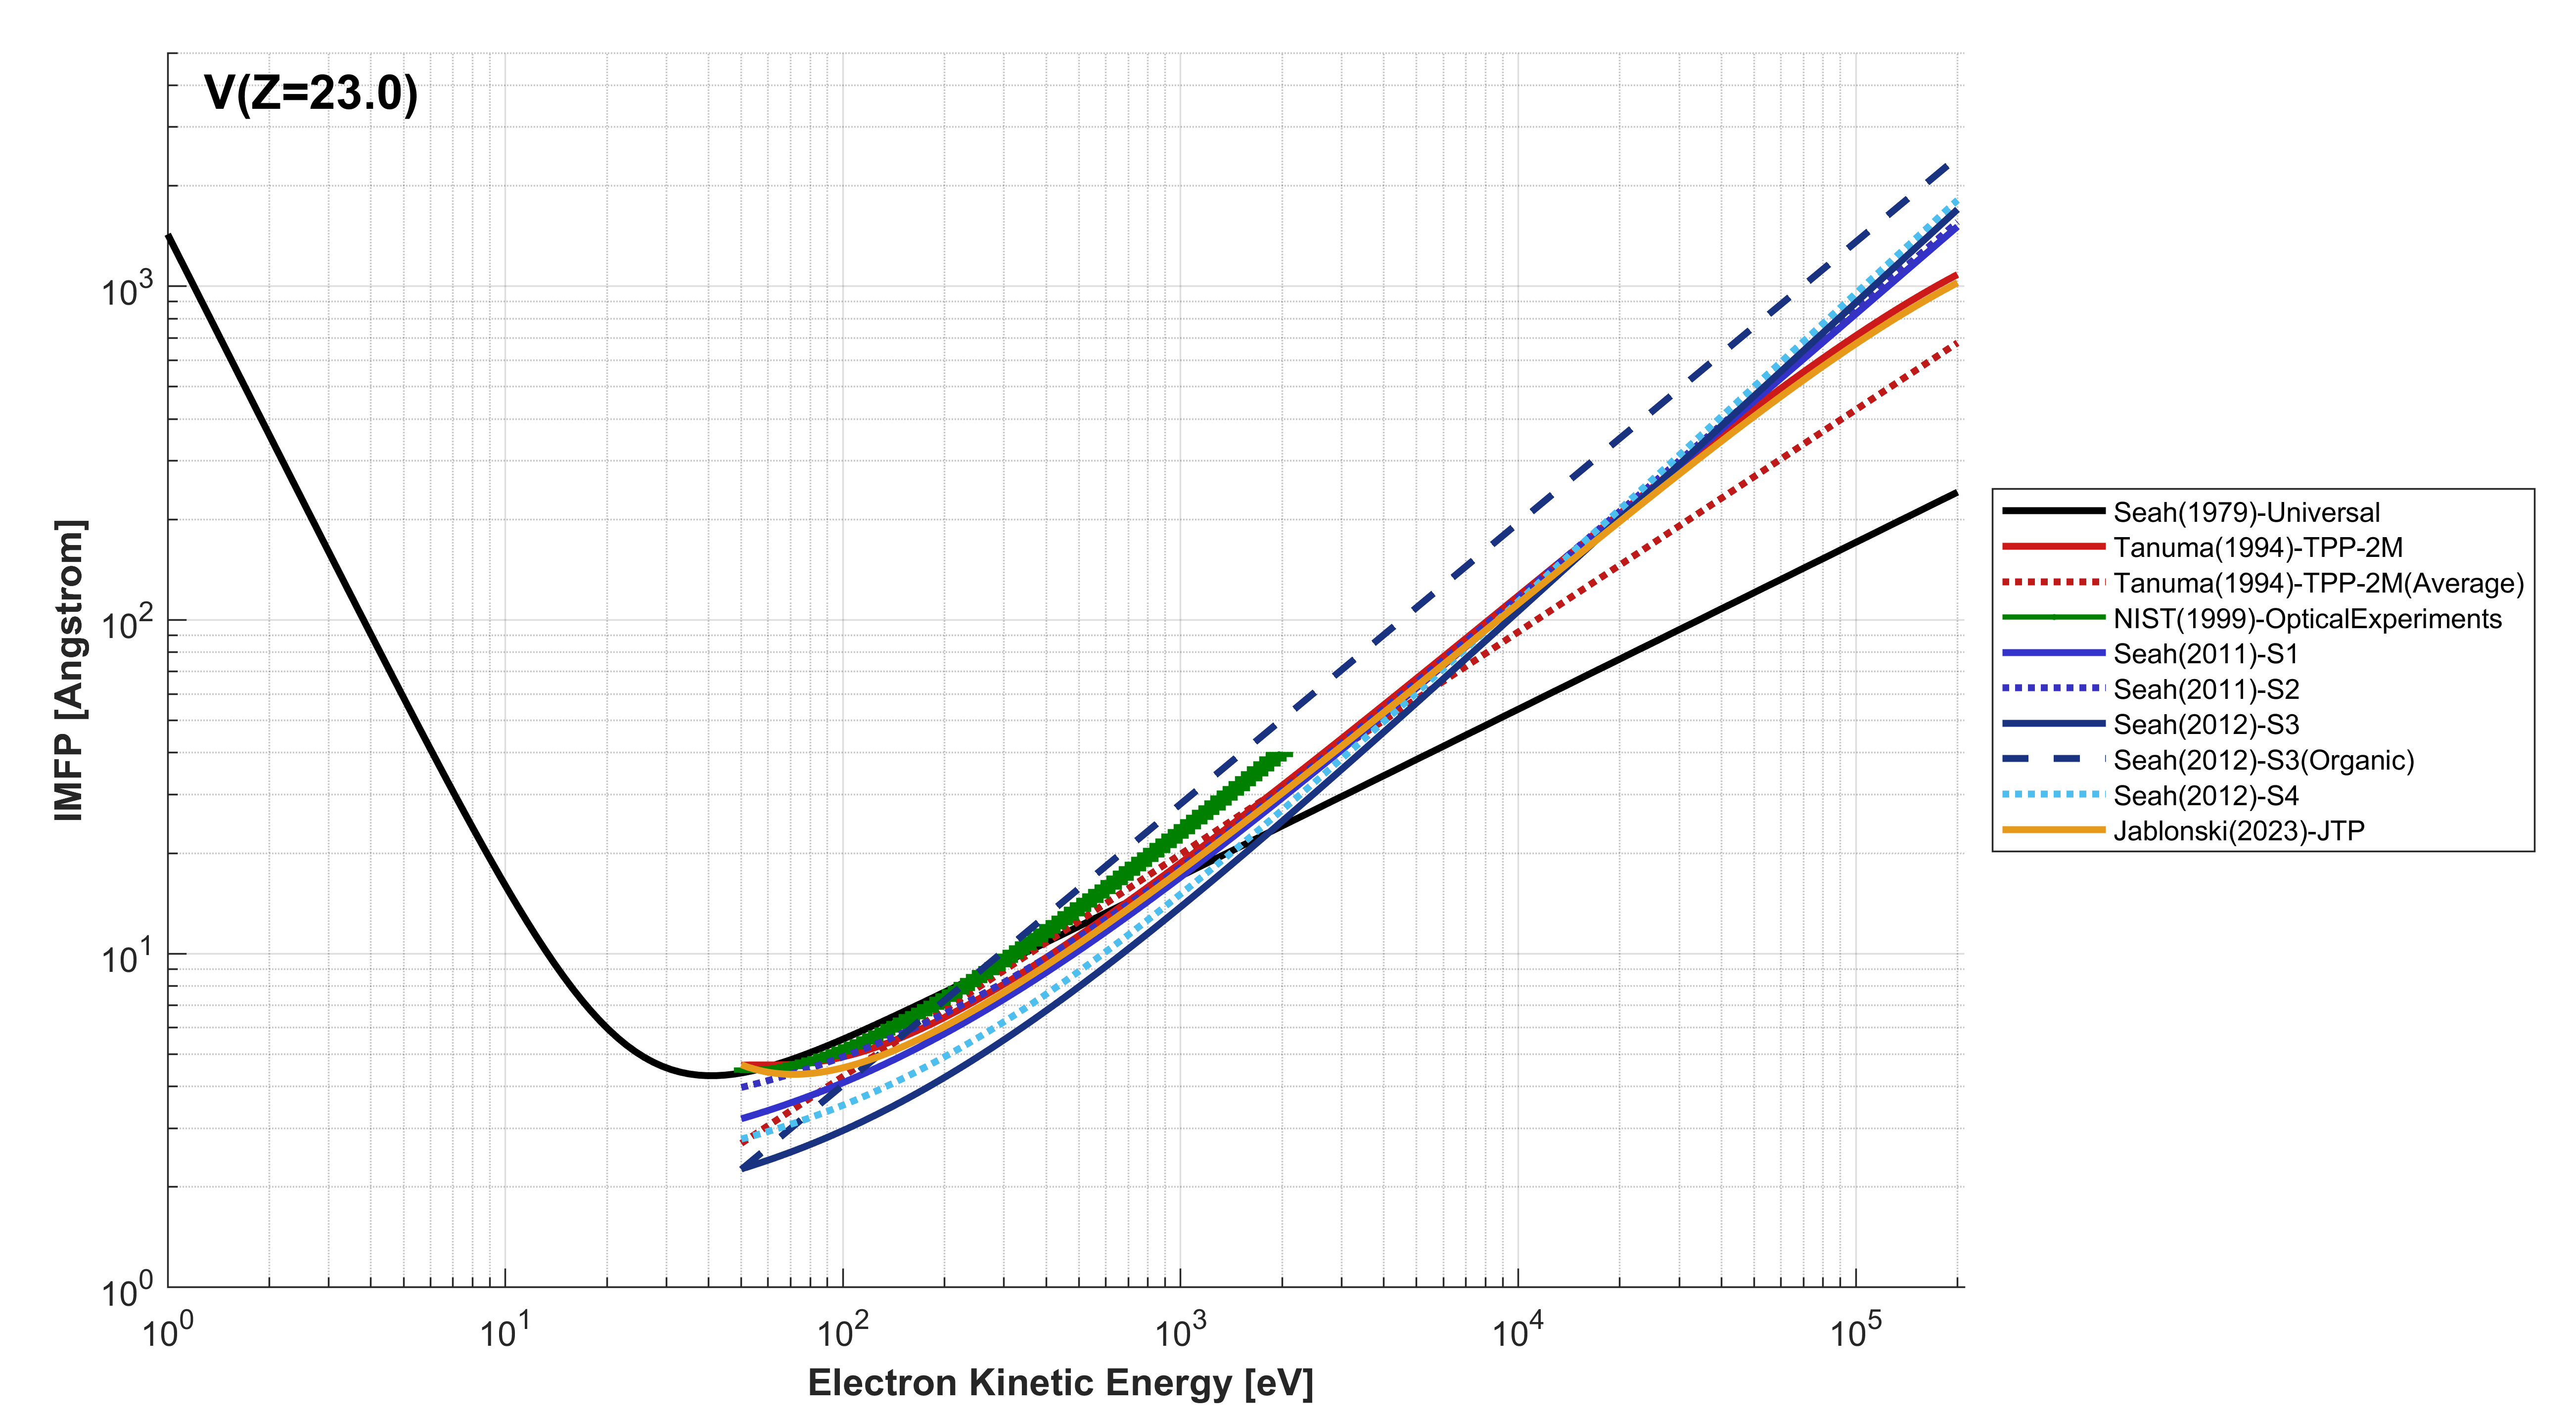 V(Z=23.0)
IMFP [Angstrom]
10^3
10^2
10^1
10^0
10^0 10^1 10^2 10^3 10^4 10^5
Electron Kinetic Energy [eV]
Seah(1979)-Universal
Tanuma(1994)-TPP-2M
Tanuma(1994)-TPP-2M(Average)
NIST(1999)-OpticalExperiments
Seah(2011)-S1
Seah(2011)-S2
Seah(2012)-S3
Seah(2012)-S3(Organic)
Seah(2012)-S4
Jablonski(2023)-JTP